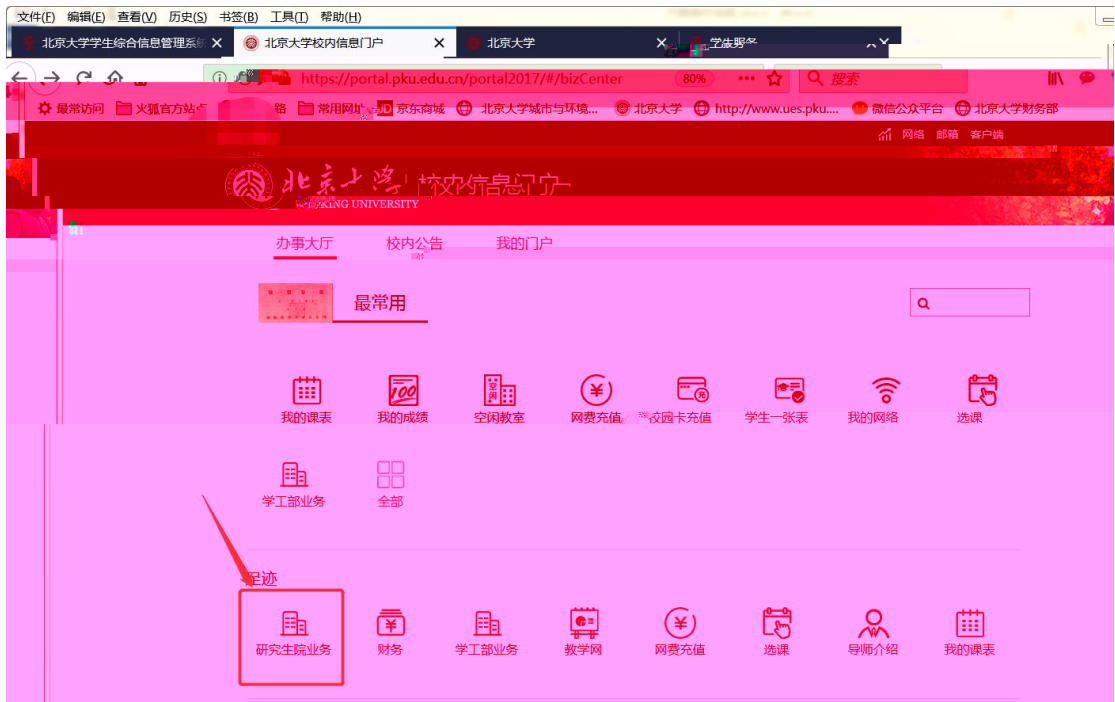 文件(F) 编辑(E) 查看(V) 历史(S) 书签(B) 工具(T) 帮助(H)
北京大学学生综合信息管理系统 北京大学校内信息门户 北京大学
https://portal.pku.edu.cn/portal2017/#/bizCenter 80% 搜索
最常访问 火狐官方站点 常用网址 JD 京东商城 北京大学城市与环境... 北京大学 http://www.ues.pku.... 微信公众平台 北京大学财务部
网络 邮箱 客户端
北京大学 校内信息门户
PEKING UNIVERSITY
办事大厅 校内公告 我的门户
最常用
我的课表 我的成绩 空闲教室 网费充值 校园卡充值 学生一张表 我的网络 选课
学工部业务 全部
足迹
研究生院业务 财务 学工部业务 教学网 网费充值 选课 导师介绍 我的课表